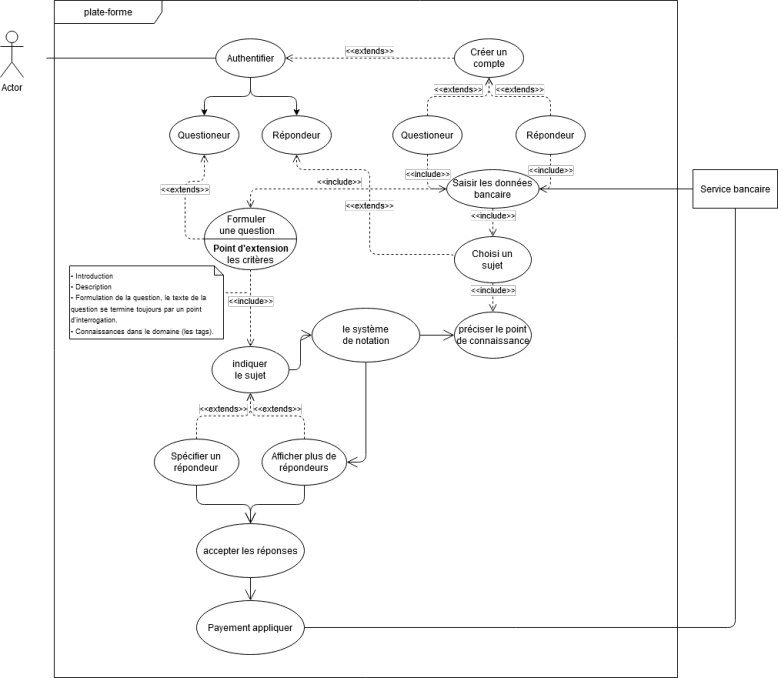 plate-forme
Actor
Authentifier
<<extends>>
Créer un
compte
<<extends>>
<<extends>>
Questioneur
Répondeur
Questioneur
Répondeur
<<include>>
<<include>>
<<extends>>
<<include>>
Saisir les données
bancaire
Service bancaire
<<extends>>
<<include>>
Formuler
une question
Point d'extension
les critères
Choisi un
sujet
- Introduction
- Description
- Formulation de la question, le texte de la
question se termine toujours par un point
d'interrogation.
- Connaissances dans le domaine (les tags).
<<include>>
<<include>>
le système
de notation
préciser le point
de connaissance
indiquer
le sujet
<<extends>>
<<extends>>
Spécifier un
répondeur
Afficher plus de
répondeurs
accepter les réponses
Payement appliquer